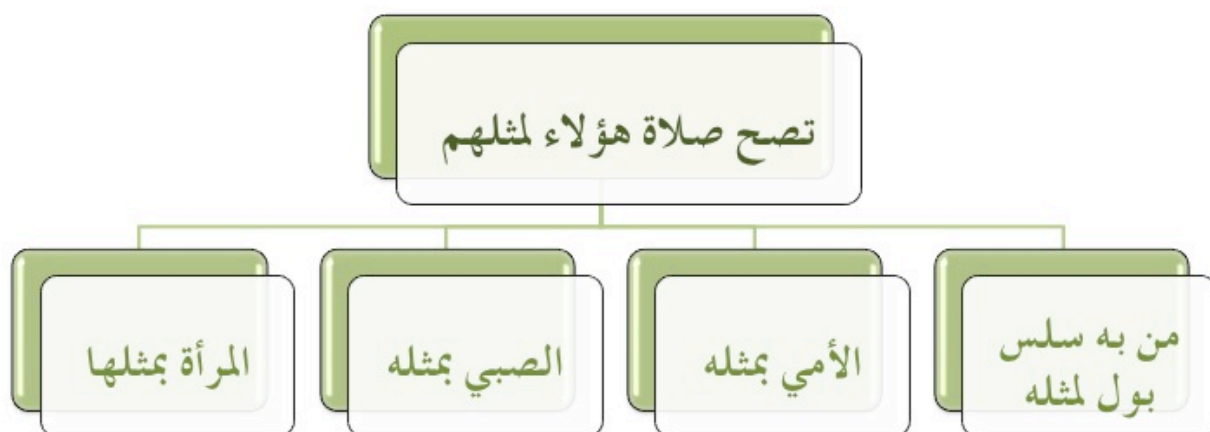 تصح صلاة هؤلاء لمثلهم
من به سلس
بول لمثله
الأمي بمثله
الصبي بمثله
المرأة بمثلها